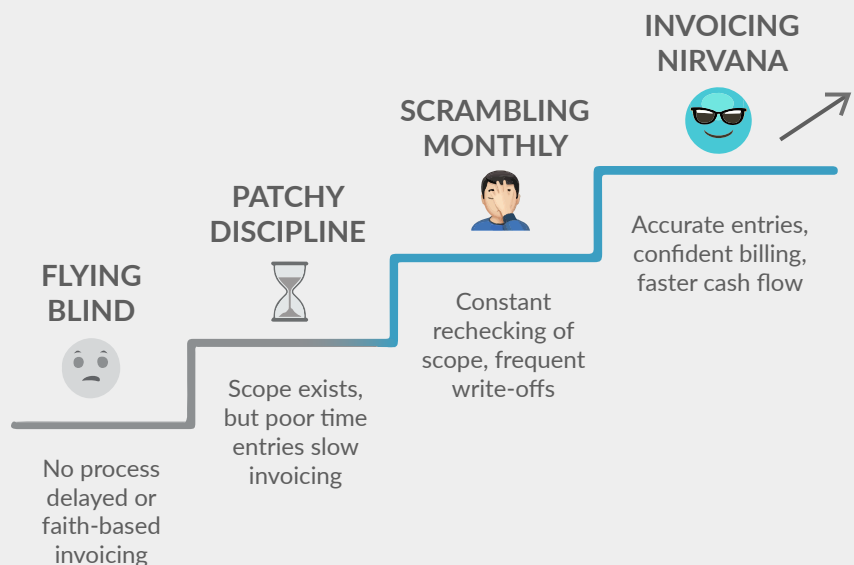 FLYING
BLIND
No process
delayed or
faith-based
invoicing
PATCHY
DISCIPLINE
Scope exists,
but poor time
entries slow
invoicing
SCRAMBLING
MONTHLY
Constant
rechecking of
scope, frequent
write-offs
INVOICING
NIRVANA
Accurate entries,
confident billing,
faster cash flow